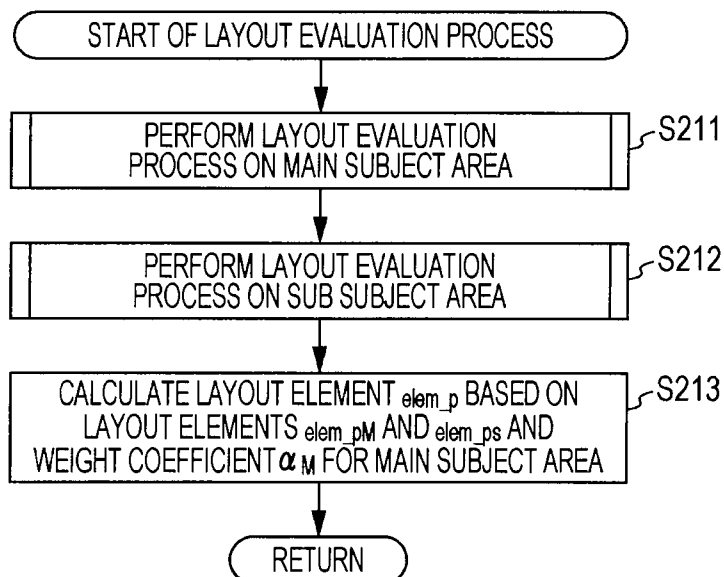 START OF LAYOUT EVALUATION PROCESS
PERFORM LAYOUT EVALUATION
PROCESS ON MAIN SUBJECT AREA
S211
PERFORM LAYOUT EVALUATION
PROCESS ON SUB SUBJECT AREA
S212
CALCULATE LAYOUT ELEMENT elem_p BASED ON
LAYOUT ELEMENTS elem_pM AND elem_ps AND
WEIGHT COEFFICIENT α M FOR MAIN SUBJECT AREA
S213
RETURN